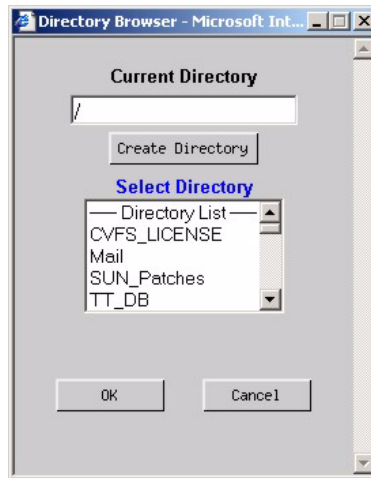 Directory Browser - Microsoft Int...
Current Directory
/
Create Directory
Select Directory
── Directory List ──
CVFS_LICENSE
Mail
SUN_Patches
TT_DB
OK
Cancel